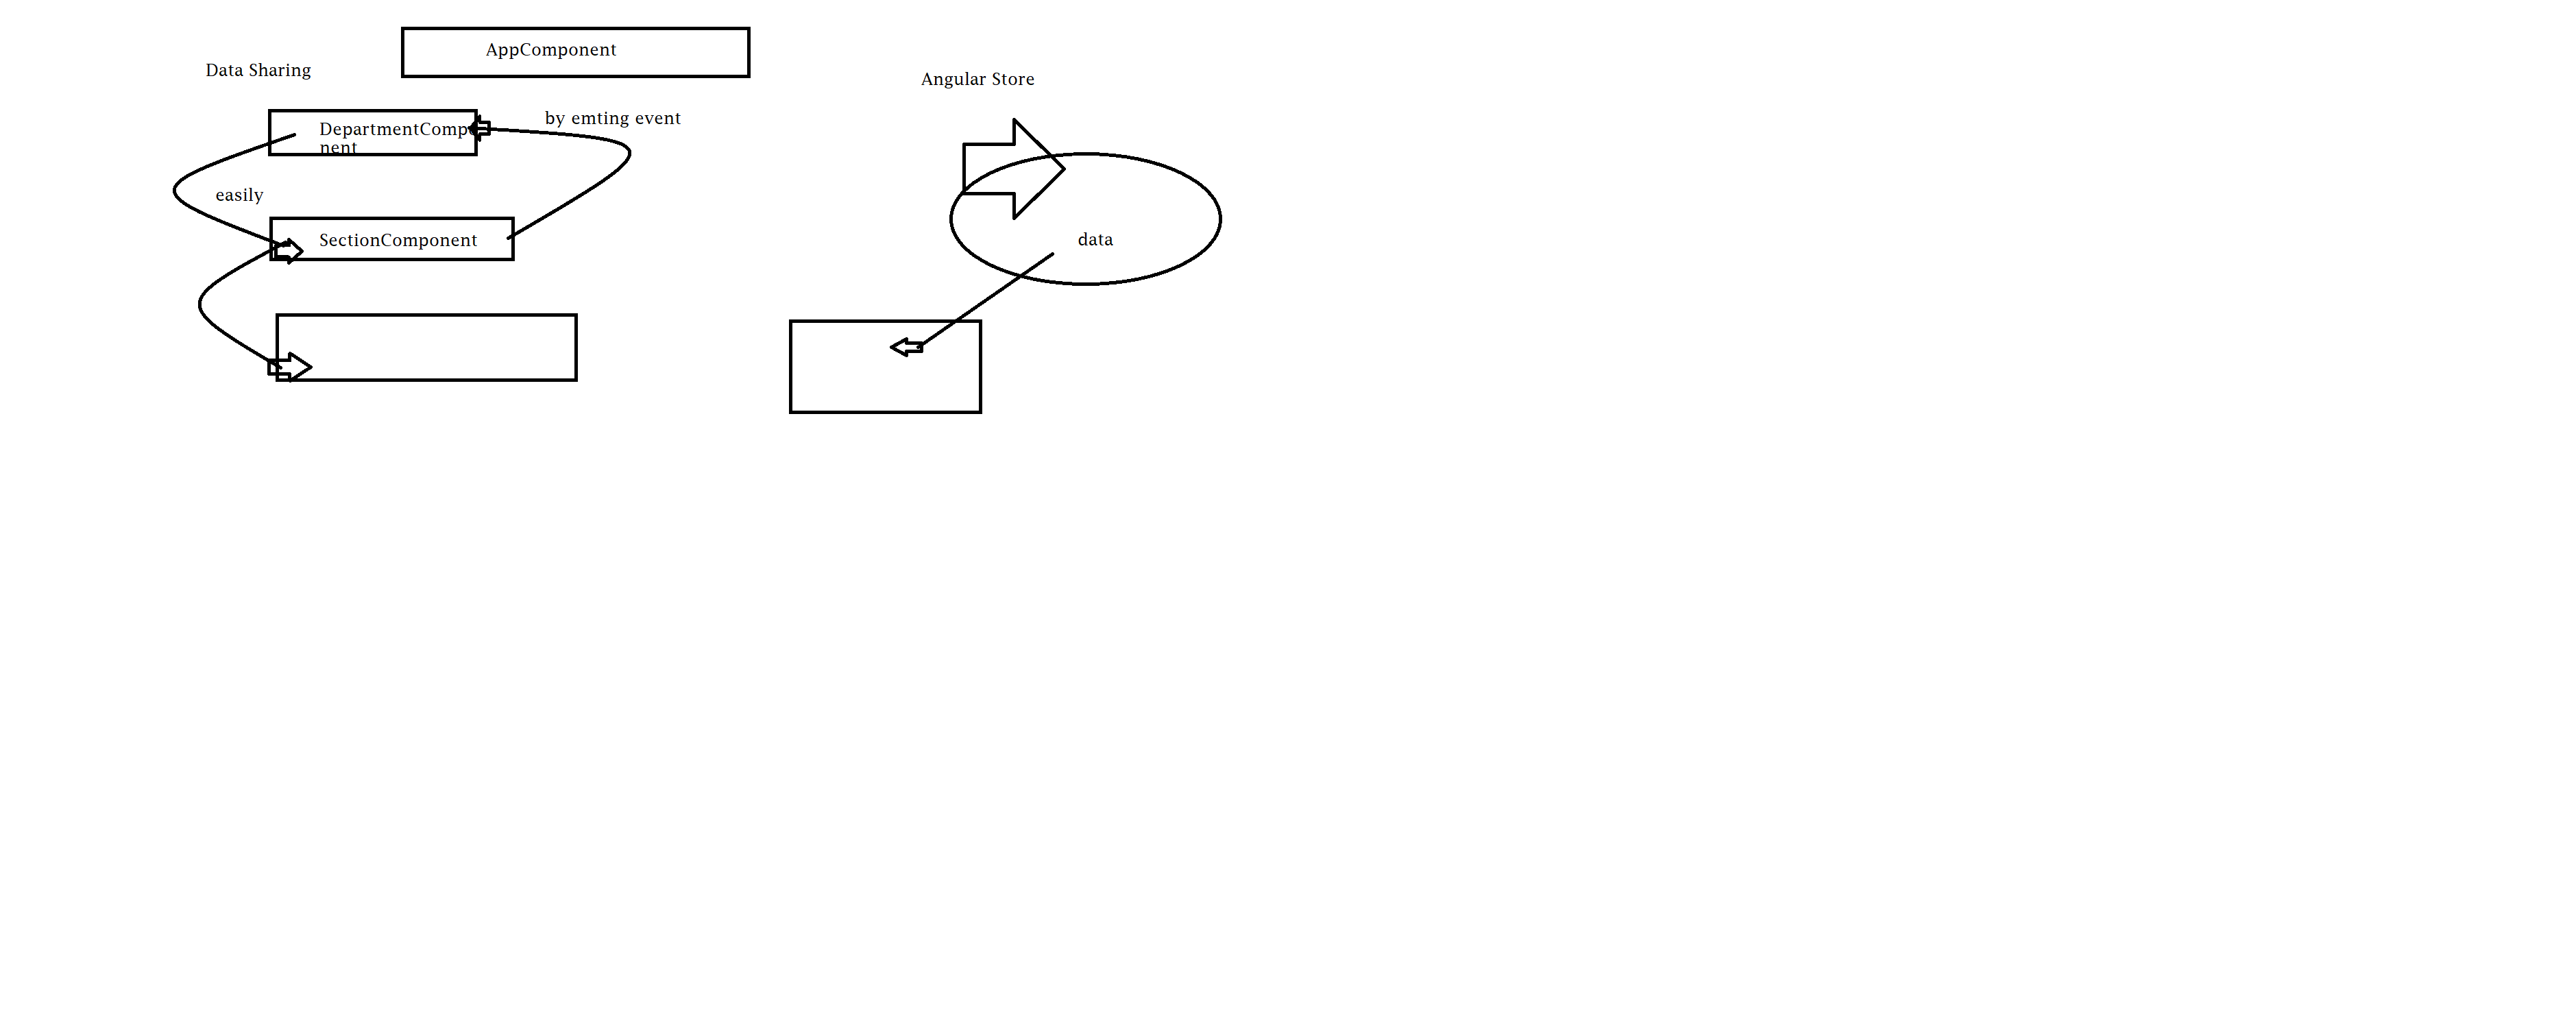 AppComponent
Data Sharing
Angular Store
by emting event
DepartmentCompo
nent
easily
SectionComponent
data